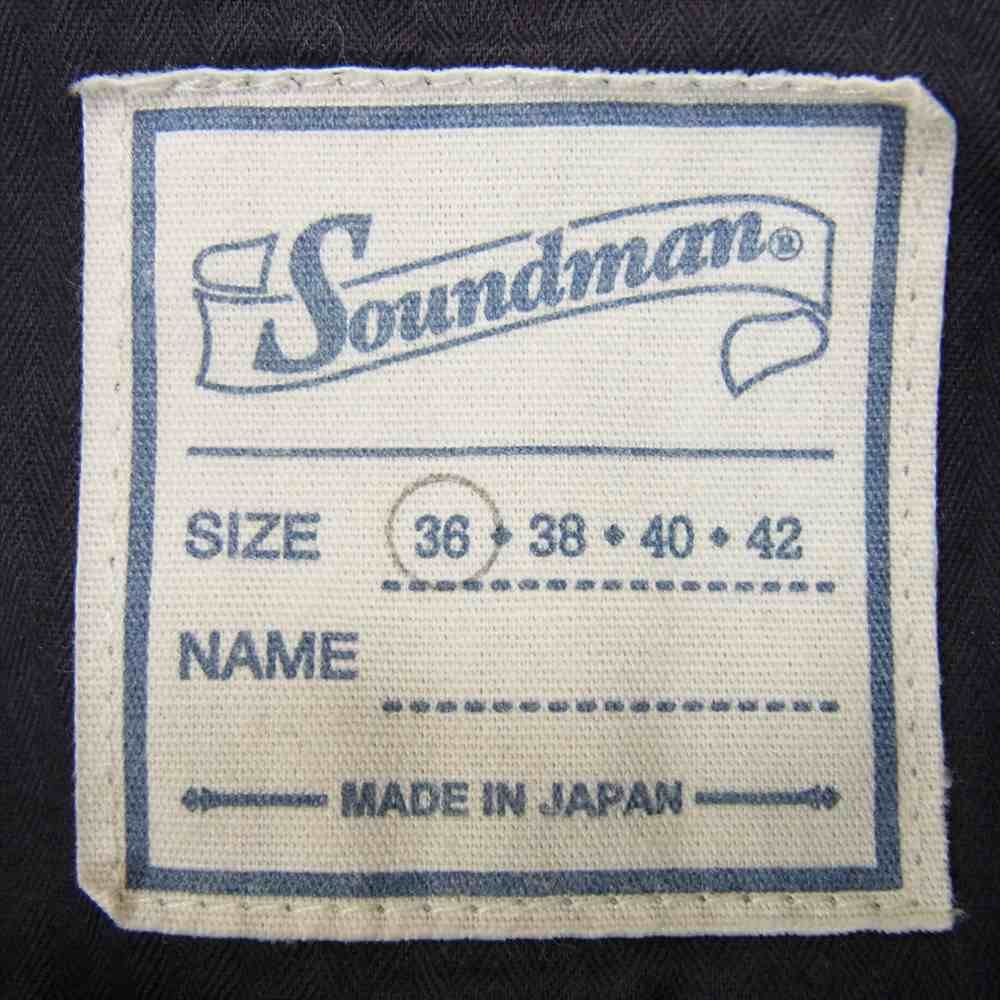 Soundman®
SIZE 36 ◆ 38 ◆ 40 ◆ 42
NAME
MADE IN JAPAN